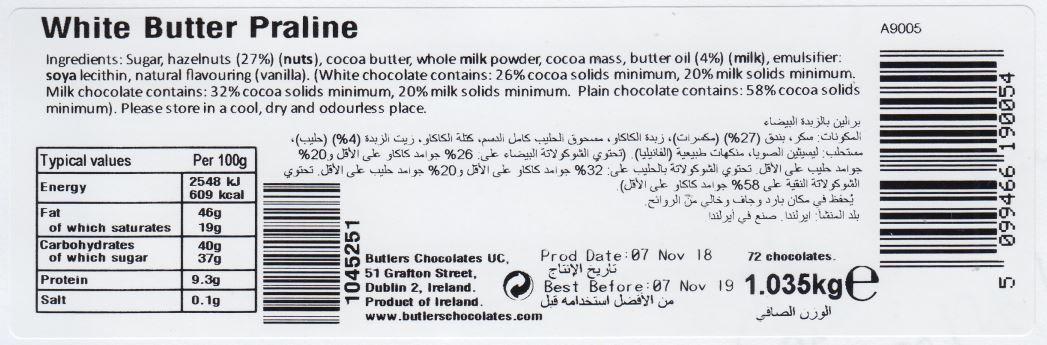 White Butter Praline
A9005
Ingredients: Sugar, hazelnuts (27%) (nuts), cocoa butter, whole milk powder, cocoa mass, butter oil (4%) (milk), emulsifier:
soya lecithin, natural flavouring (vanilla). (White chocolate contains: 26% cocoa solids minimum, 20% milk solids minimum.
Milk chocolate contains: 32% cocoa solids minimum, 20% milk solids minimum. Plain chocolate contains: 58% cocoa solids
minimum). Please store in a cool, dry and odourless place.
برالين بالزبدة البيضاء
المكونات: سكر، بندق (27%) (مكسرات)، زبدة الكاكاو، مسحوق الحليب كامل الدسم، كتلة الكاكاو، زيت الزبدة (4%) (حليب)،
مستحلب: ليسيثين الصويا، منكهات طبيعية (الفانيليا). (تحتوي الشوكولاتة البيضاء على: 26% جوامد كاكاو على الأقل و20%
جوامد حليب على الأقل. تحتوي الشوكولاتة بالحليب على: 32% جوامد كاكاو على الأقل و20% جوامد حليب على الأقل. تحتوي
الشوكولاتة النقية على 58% جوامد كاكاو على الأقل).
يُحفظ في مكان بارد وجاف وخالي منّ الروائح.
بلد المنشأ: ايرلندا. صنع في أيرلندا
Typical values Per 100g
Energy 2548 kJ
609 kcal
Fat 46g
of which saturates 19g
Carbohydrates 40g
of which sugar 37g
Protein 9.3g
Salt 0.1g
1045251
Butlers Chocolates UC,
51 Grafton Street,
Dublin 2, Ireland.
Product of Ireland.
www.butlerschocolates.com
Prod Date:07 Nov 18
تاريخ الإنتاج
Best Before:07 Nov 19
من الأفضل استخدامه قبل
72 chocolates.
1.035kg℮
الوزن الصافي
5 099466 190054